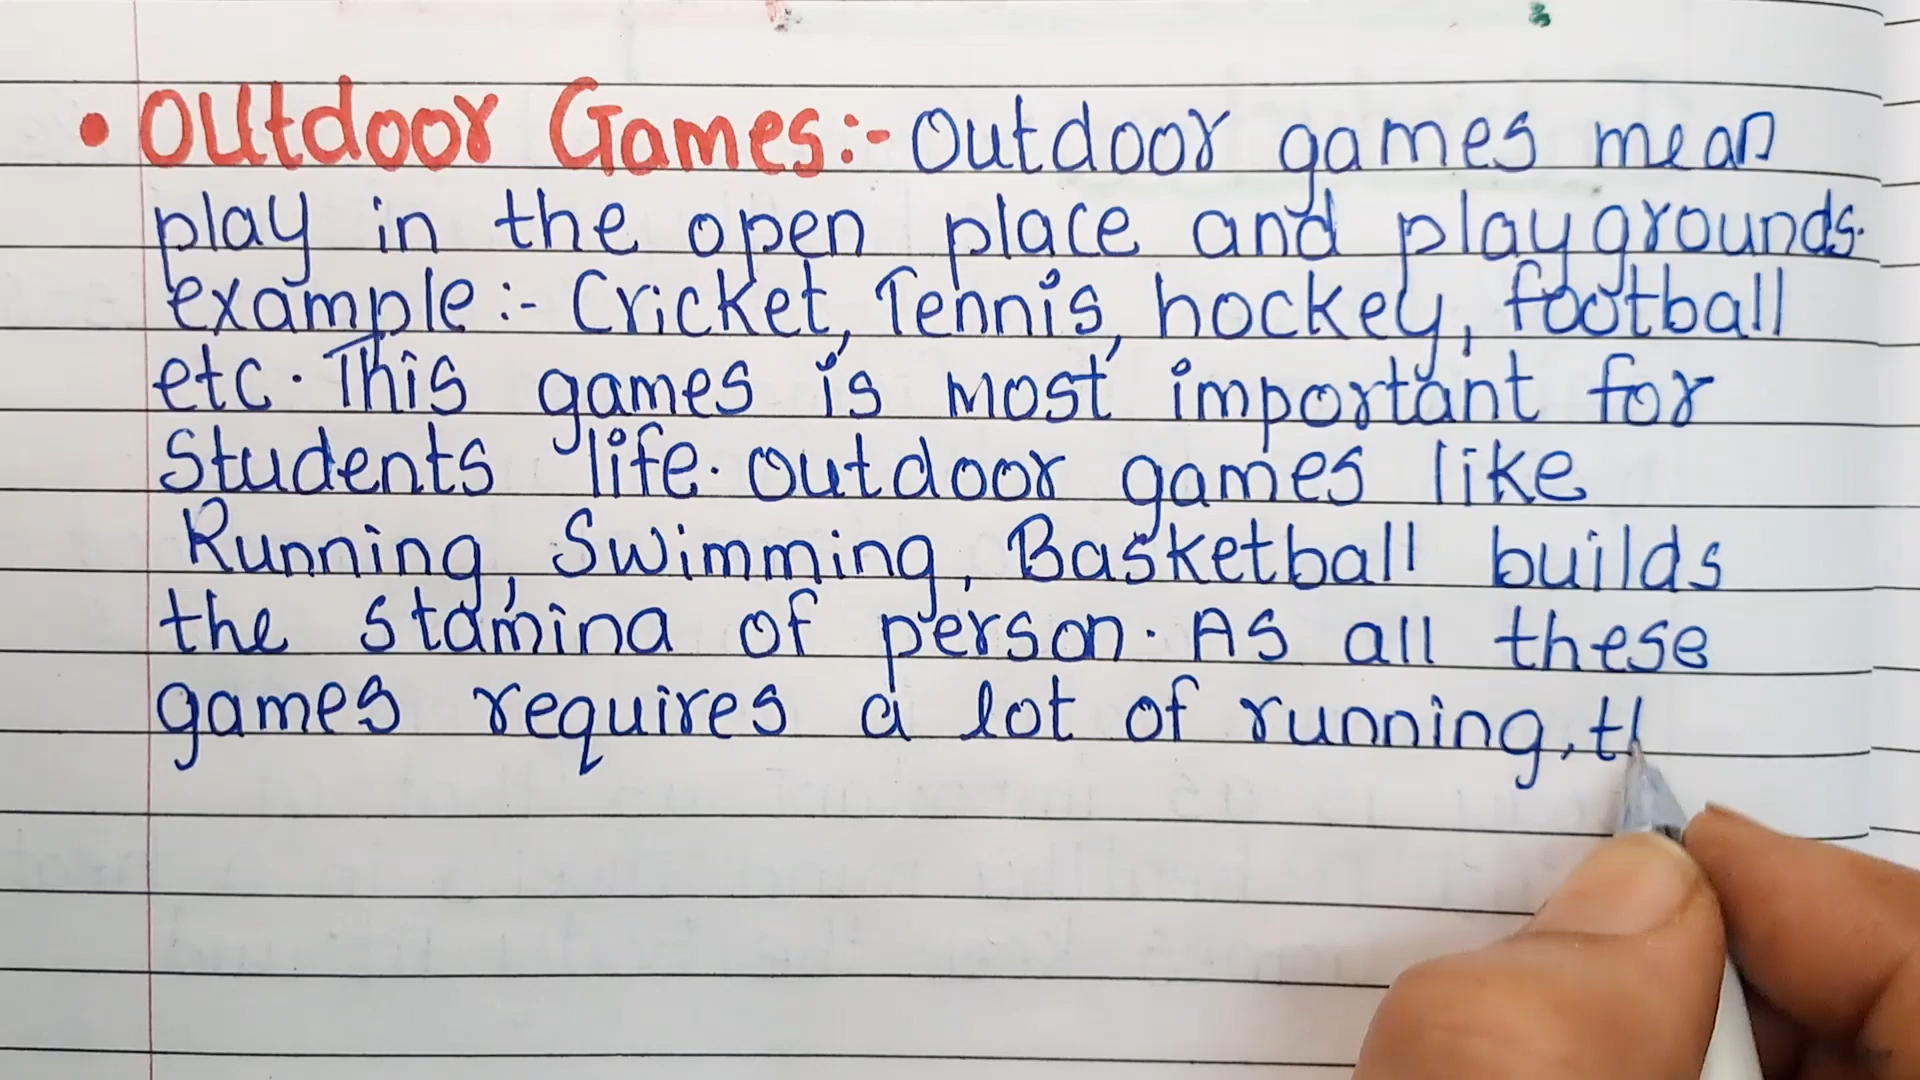 • Outdoor Games:- Outdoor games mean
play in the open place and playgrounds.
example:- Cricket, Tennis, hockey, football
etc. This games is most important for
Students life. Outdoor games like
Running, Swimming, Basketball builds
the stamina of person. As all these
games requires a lot of running, th